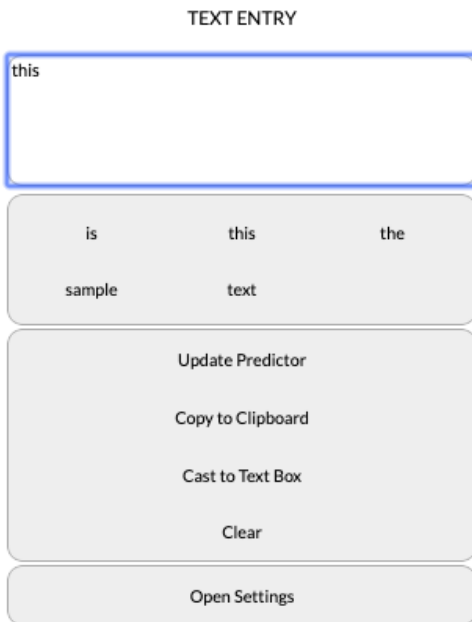 TEXT ENTRY
this
is this the
sample text
Update Predictor
Copy to Clipboard
Cast to Text Box
Clear
Open Settings